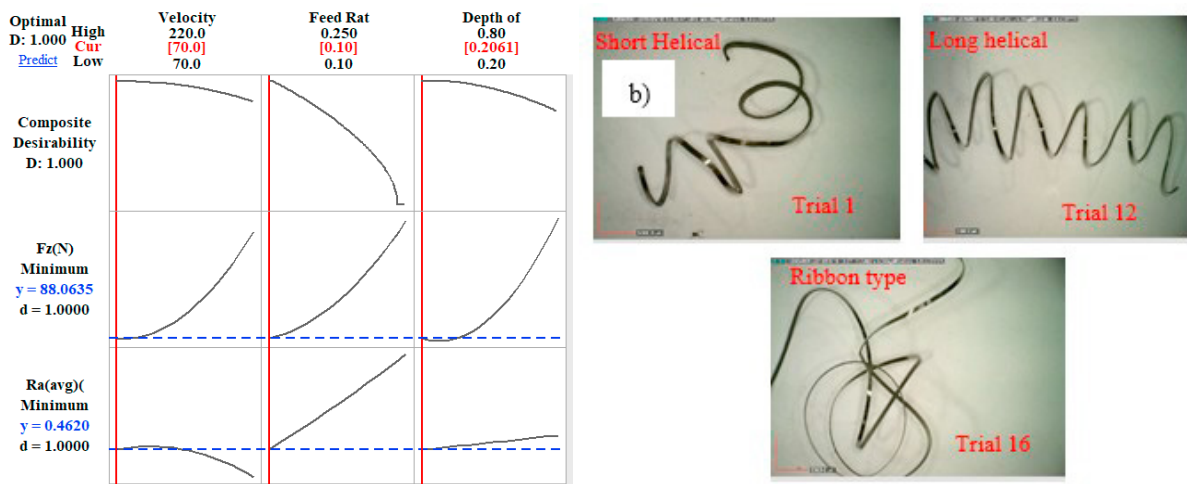 Optimal
D: 1.000
Predict
High
Cur
Low
Velocity
220.0
[70.0]
70.0
Feed Rat
0.250
[0.10]
0.10
Depth of
0.80
[0.2061]
0.20
Composite
Desirability
D: 1.000
Fz(N)
Minimum
y = 88.0635
d = 1.0000
Ra(avg)(
Minimum
y = 0.4620
d = 1.0000
Short Helical
b)
Trial 1
Long helical
Trial 12
Ribbon type
Trial 16